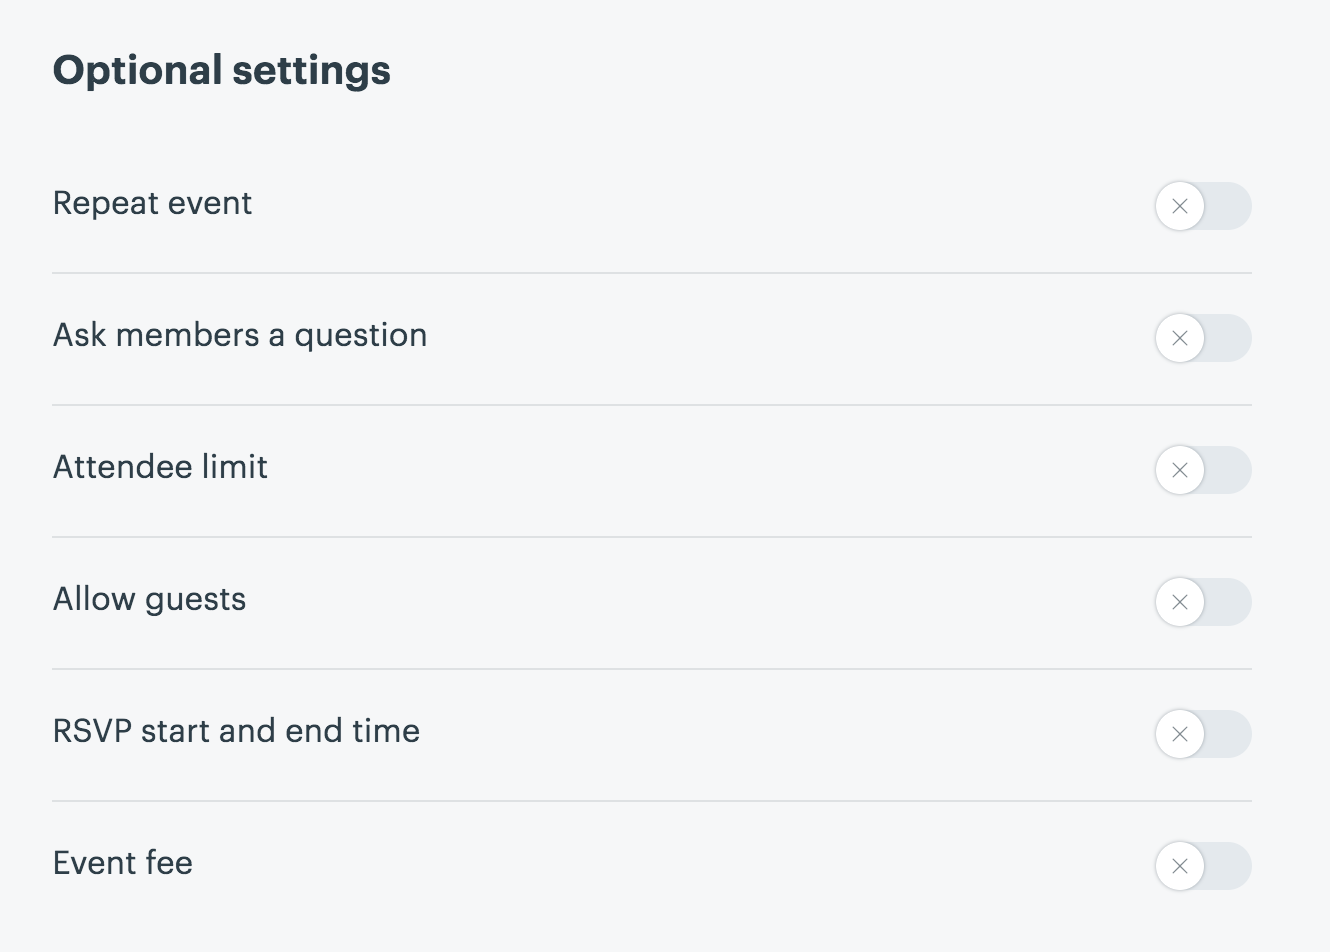 Optional settings
Repeat event
Ask members a question
Attendee limit
Allow guests
RSVP start and end time
Event fee